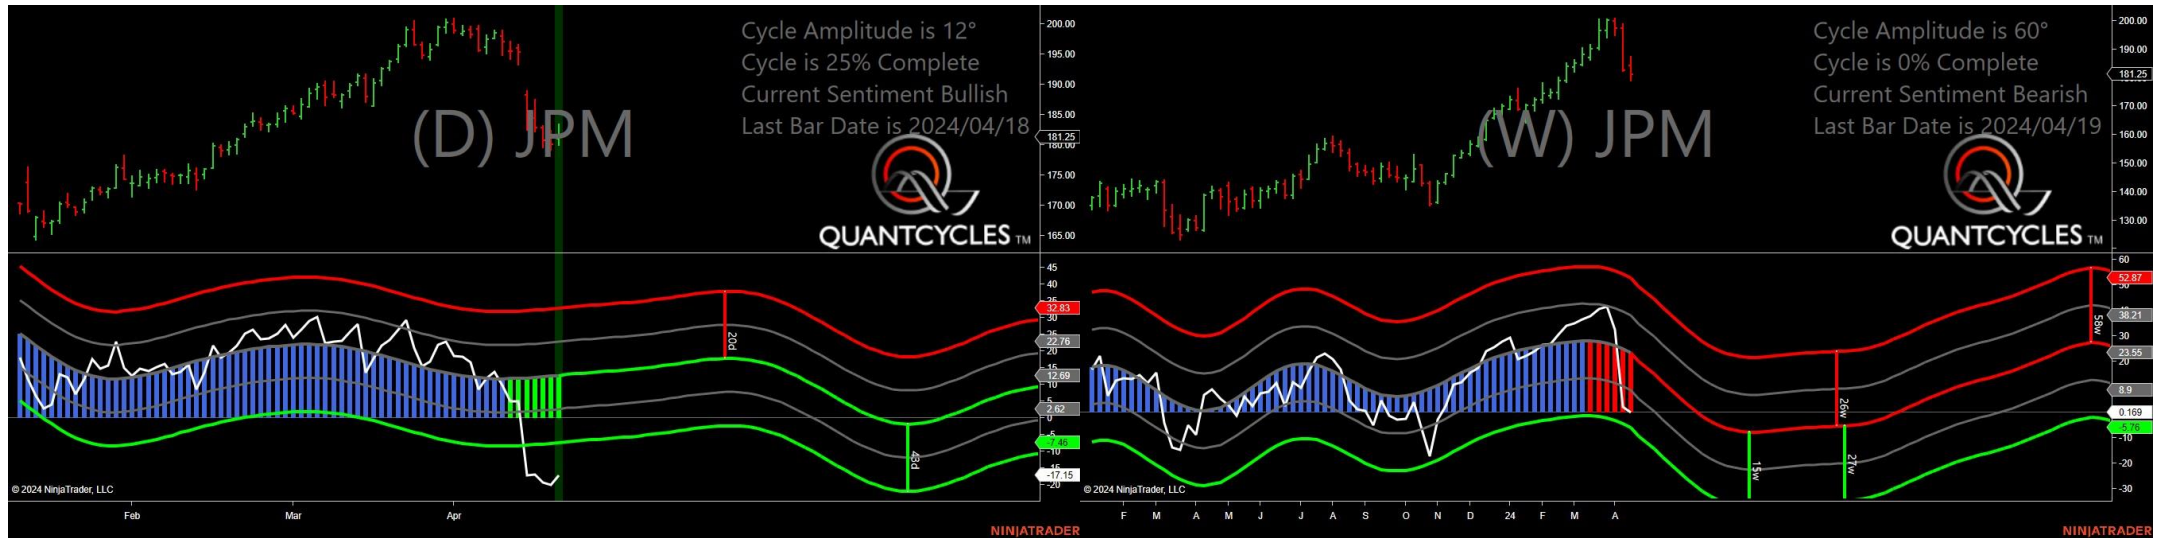 Cycle Amplitude is 12°
Cycle is 25% Complete
Current Sentiment Bullish
Last Bar Date is 2024/04/18
(D) JPM
QUANTCYCLES TM
200.00
195.00
190.00
185.00
181.25
180.00
175.00
170.00
165.00
45
40
35
32.83
30
22.76
20
15
12.69
10
5
2.62
0
-5
-7.46
-10
-15
-17.15
-20
20d
43d
© 2024 NinjaTrader, LLC
Feb
Mar
Apr
NINJATRADER
Cycle Amplitude is 60°
Cycle is 0% Complete
Current Sentiment Bearish
Last Bar Date is 2024/04/19
(W) JPM
QUANTCYCLES TM
200.00
190.00
181.25
170.00
160.00
150.00
140.00
130.00
60
52.87
50
38.21
30
23.55
20
8.9
0.169
-5.76
-10
-20
-30
58w
26w
15w
27w
© 2024 NinjaTrader, LLC
F
M
A
M
J
J
A
S
O
N
D
24
F
M
A
NINJATRADER